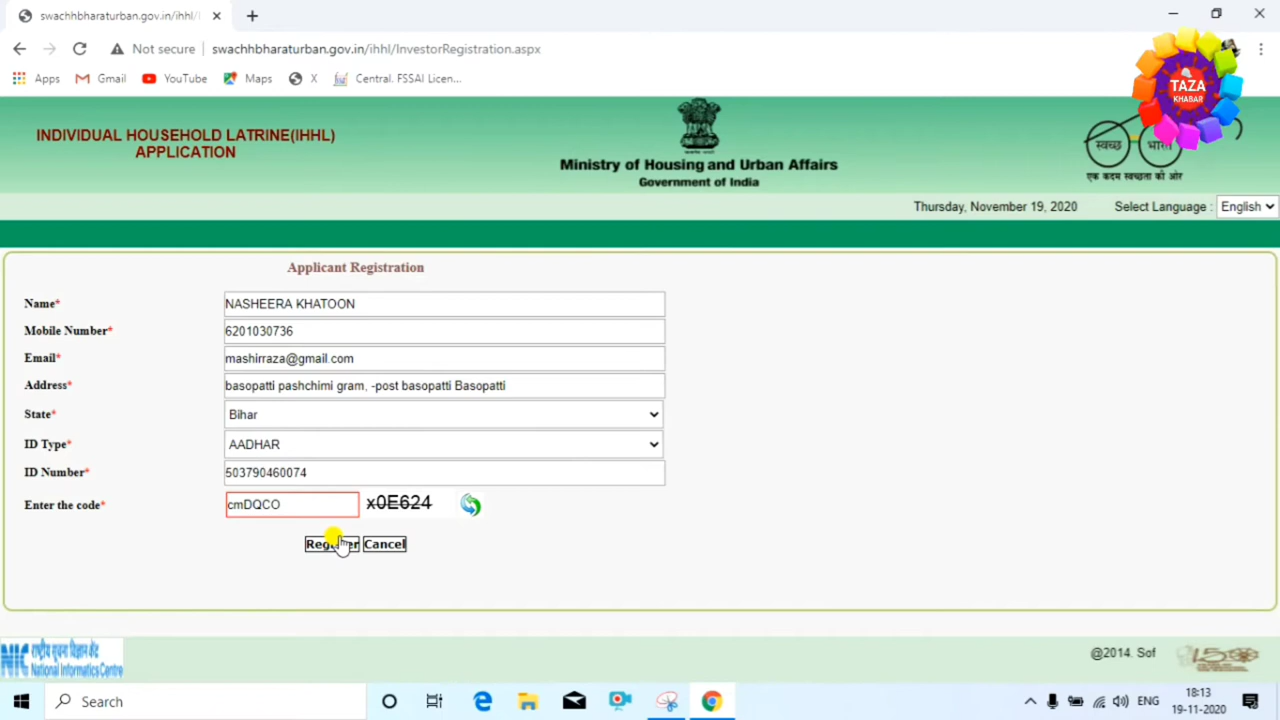 swachhbharaturban.gov.in/ihhl/
Not secure swachhbharaturban.gov.in/ihhl/InvestorRegistration.aspx
Apps Gmail YouTube Maps X Central. FSSAI Licen...
TAZA
KHABAR
INDIVIDUAL HOUSEHOLD LATRINE(IHHL)
APPLICATION
Ministry of Housing and Urban Affairs
Government of India
स्वच्छ भारत
एक कदम स्वच्छता की ओर
Thursday, November 19, 2020 Select Language : English
Applicant Registration
Name* NASHEERA KHATOON
Mobile Number* 6201030736
Email* mashirraza@gmail.com
Address* basopatti pashchimi gram, -post basopatti Basopatti
State* Bihar
ID Type* AADHAR
ID Number* 503790460074
Enter the code* cmDQCO x0E624
Register Cancel
NIC राष्ट्रीय सूचना विज्ञान केंद्र
National Informatics Centre
@2014. Sof
Search
ENG
18:13
19-11-2020